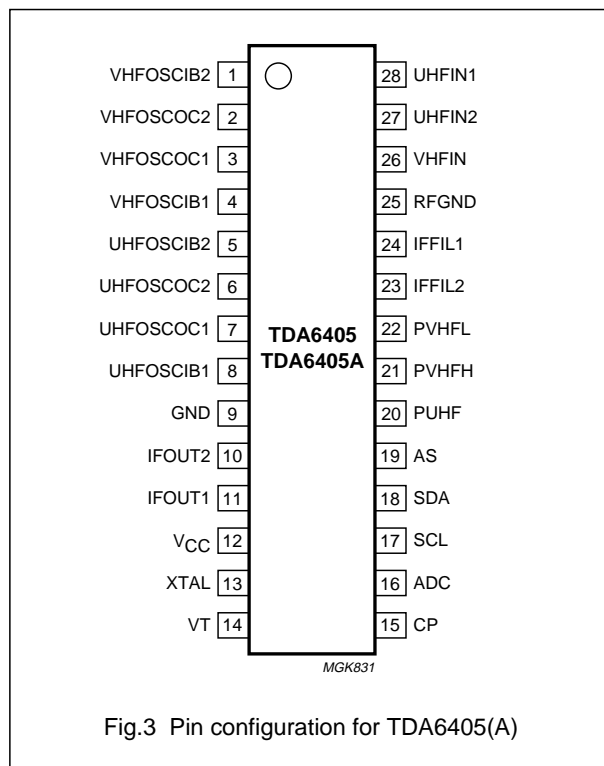 VHFOSCIB2 1 28 UHFIN1
VHFOSCOC2 2 27 UHFIN2
VHFOSCOC1 3 26 VHFIN
VHFOSCIB1 4 25 RFGND
UHFOSCIB2 5 24 IFFIL1
UHFOSCOC2 6 23 IFFIL2
UHFOSCOC1 7 TDA6405 22 PVHFL
TDA6405A
UHFOSCIB1 8 21 PVHFH
GND 9 20 PUHF
IFOUT2 10 19 AS
IFOUT1 11 18 SDA
VCC 12 17 SCL
XTAL 13 16 ADC
VT 14 15 CP
MGK831
Fig.3 Pin configuration for TDA6405(A)